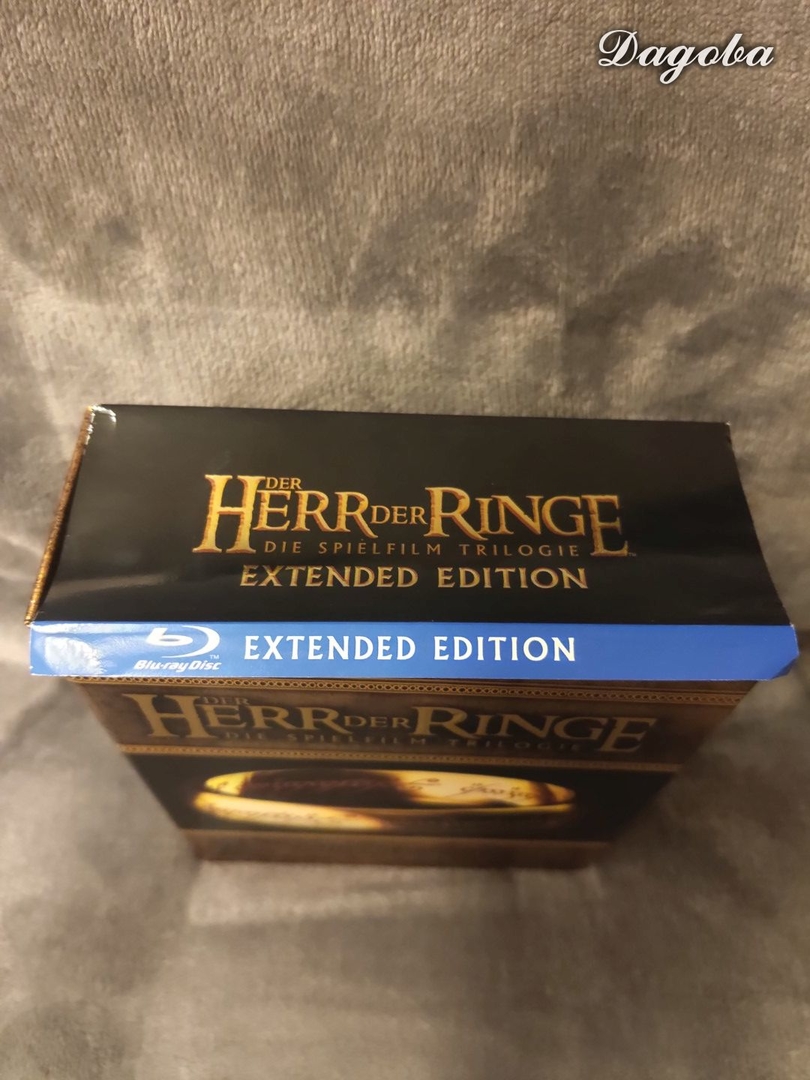 Dagoba
DER
HERR DER RINGE
DIE SPIELFILM TRILOGIE
EXTENDED EDITION
Blu-ray Disc EXTENDED EDITION
DER
HERR DER RINGE
DIE SPIELFILM TRILOGIE